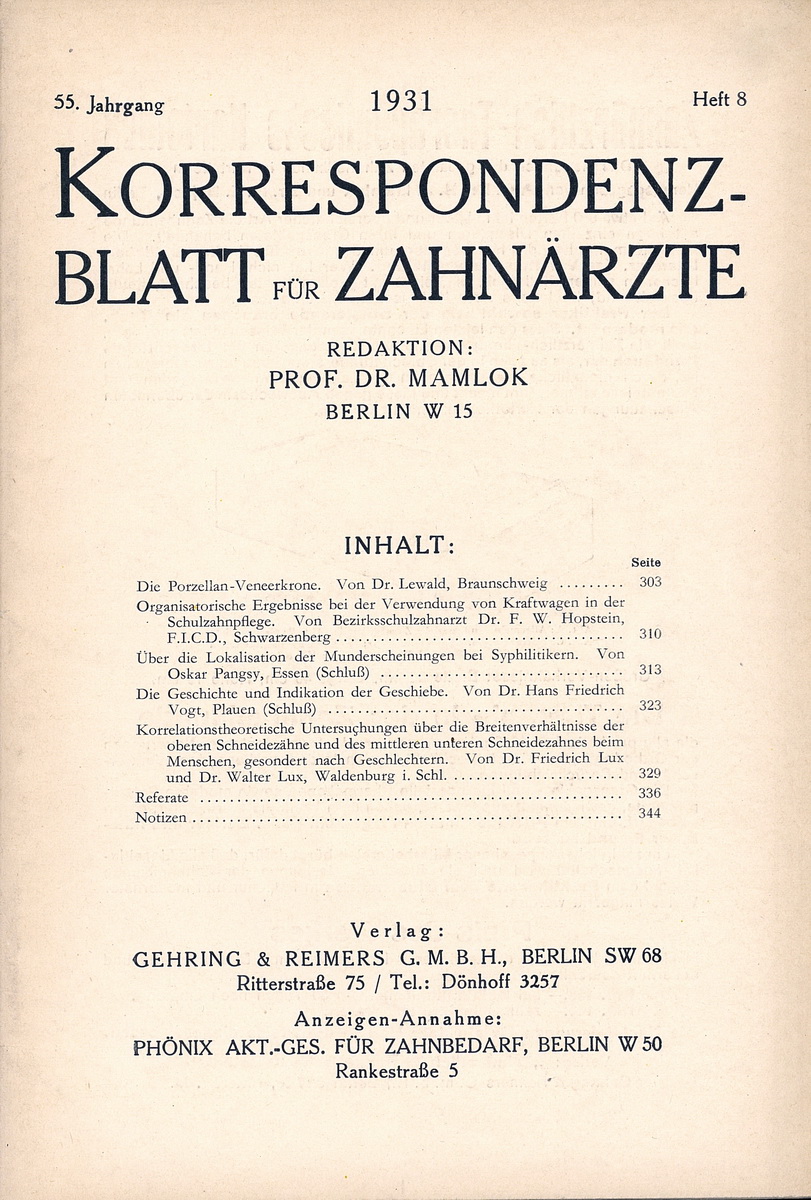 55. Jahrgang 1931 Heft 8
KORRESPONDENZ-
BLATT FÜR ZAHNÄRZTE
REDAKTION:
PROF. DR. MAMLOK
BERLIN W 15
INHALT:
Seite
Die Porzellan-Veneerkrone. Von Dr. Lewald, Braunschweig ......... 303
Organisatorische Ergebnisse bei der Verwendung von Kraftwagen in der
Schulzahnpflege. Von Bezirksschulzahnarzt Dr. F. W. Hopstein,
F.I.C.D., Schwarzenberg ....................................... 310
Über die Lokalisation der Munderscheinungen bei Syphilitikern. Von
Oskar Pangsy, Essen (Schluß) ................................. 313
Die Geschichte und Indikation der Geschiebe. Von Dr. Hans Friedrich
Vogt, Plauen (Schluß) ........................................ 323
Korrelationstheoretische Untersuchungen über die Breitenverhältnisse der
oberen Schneidezähne und des mittleren unteren Schneidezahnes beim
Menschen, gesondert nach Geschlechtern. Von Dr. Friedrich Lux
und Dr. Walter Lux, Waldenburg i. Schl. ....................... 329
Referate ......................................................... 336
Notizen .......................................................... 344
Verlag:
GEHRING & REIMERS G. M. B. H., BERLIN SW 68
Ritterstraße 75 / Tel.: Dönhoff 3257
Anzeigen-Annahme:
PHÖNIX AKT.-GES. FÜR ZAHNBEDARF, BERLIN W 50
Rankestraße 5